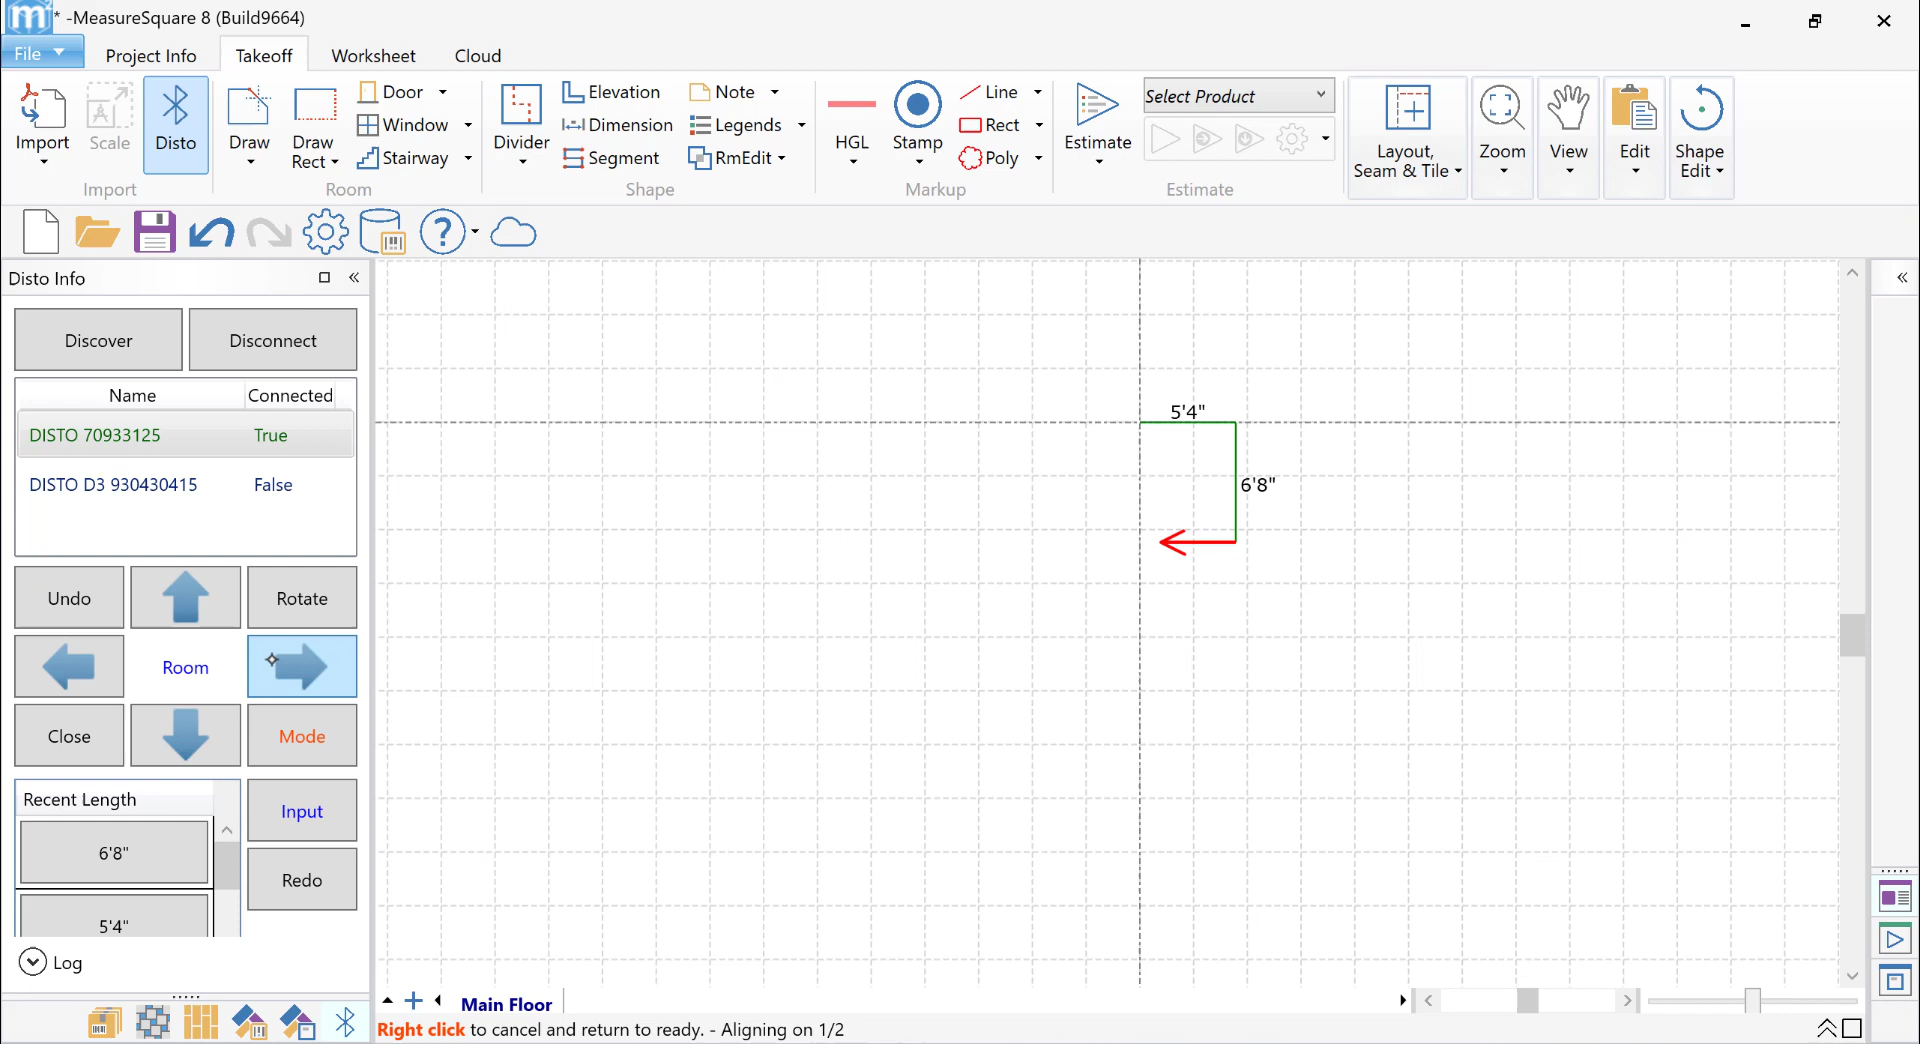 m² * -MeasureSquare 8 (Build9664)
File Project Info Takeoff Worksheet Cloud
Import Scale Disto
Import
Draw Draw Rect Door Window Stairway
Room
Divider Elevation Dimension Segment Note Legends RmEdit
Shape
HGL Stamp Line Rect Poly
Markup
Estimate Select Product
Estimate
Layout, Seam & Tile
Zoom
View
Edit
Shape Edit
Disto Info
Discover Disconnect
Name Connected
DISTO 70933125 True
DISTO D3 930430415 False
Undo Rotate
Room
Close Mode
Recent Length
Input
6'8"
Redo
5'4"
Log
5'4"
6'8"
Main Floor
Right click to cancel and return to ready. - Aligning on 1/2